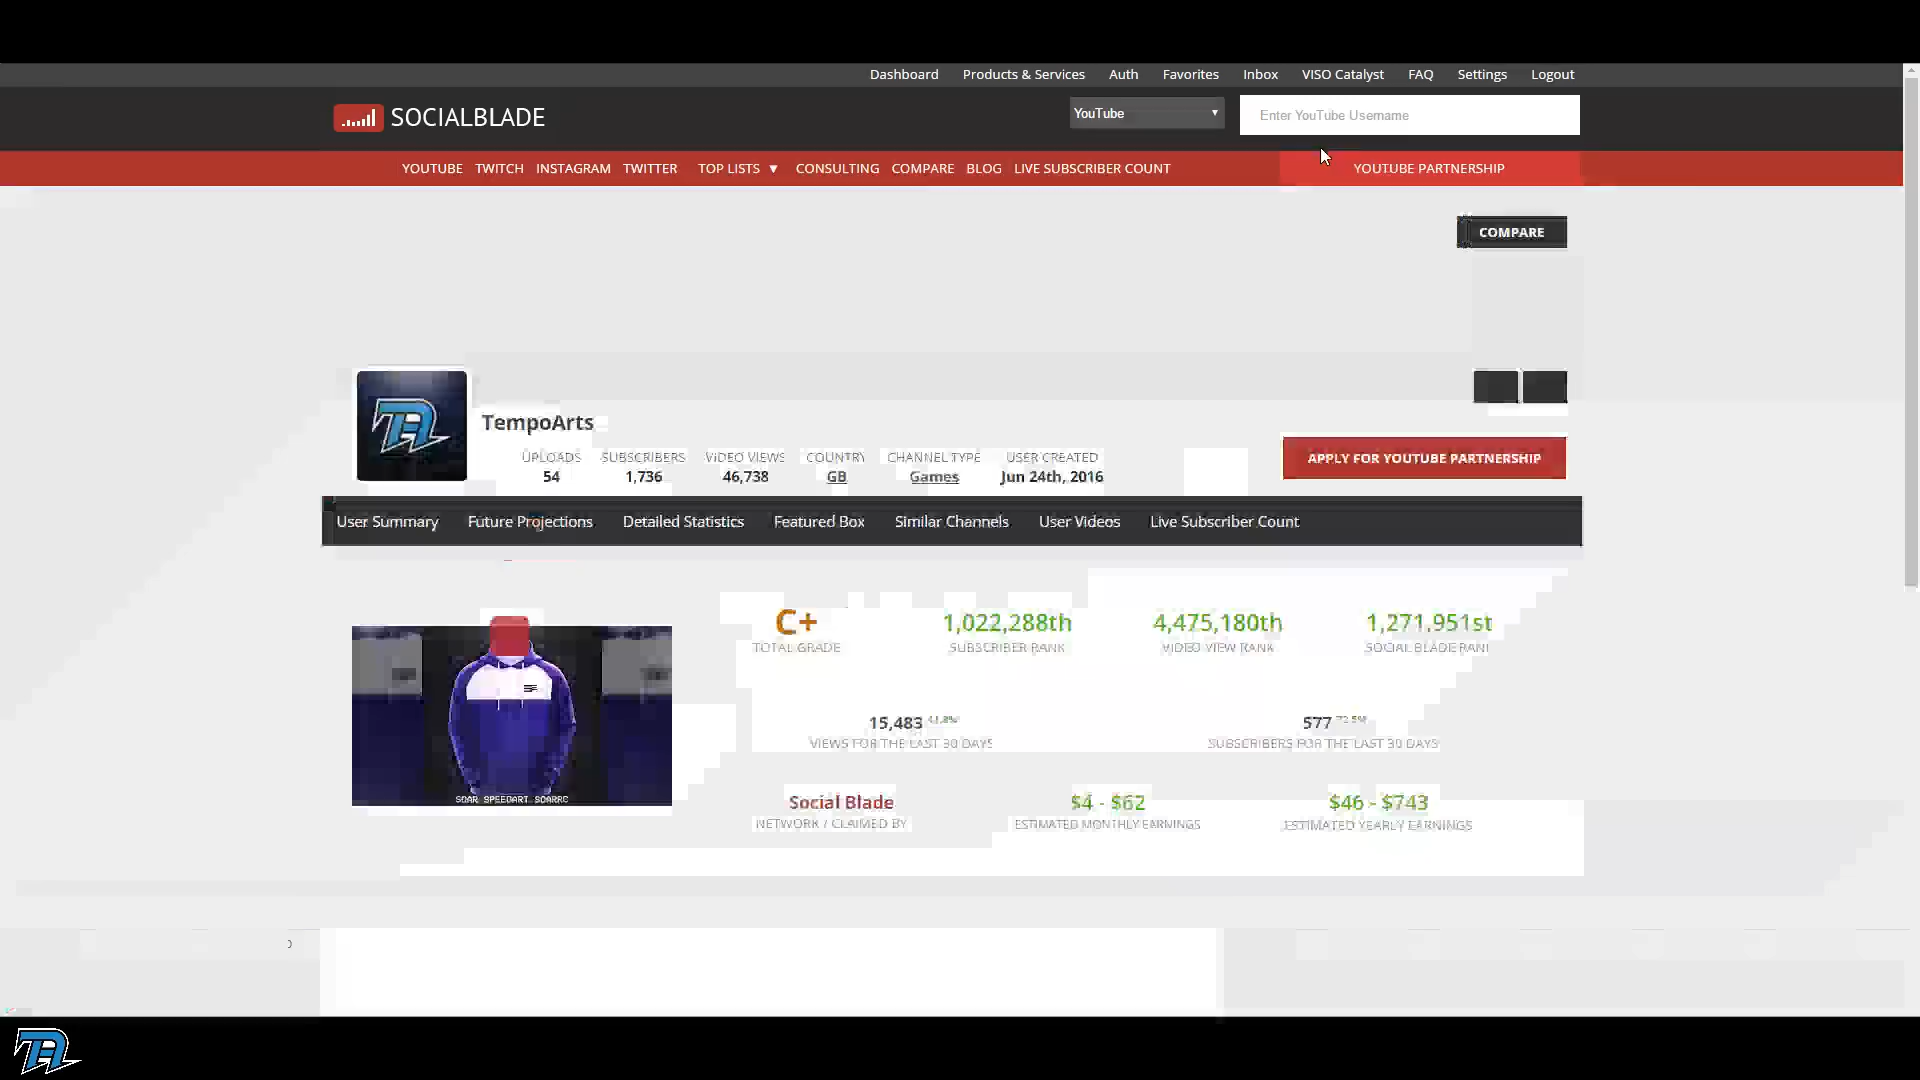 Dashboard Products & Services Auth Favorites Inbox VISO Catalyst FAQ Settings Logout
SOCIALBLADE YouTube Enter YouTube Username
YOUTUBE TWITCH INSTAGRAM TWITTER TOP LISTS ▼ CONSULTING COMPARE BLOG LIVE SUBSCRIBER COUNT YOUTUBE PARTNERSHIP
COMPARE
TempoArts
UPLOADS SUBSCRIBERS VIDEO VIEWS COUNTRY CHANNEL TYPE USER CREATED
54 1,736 46,738 GB Games Jun 24th, 2016
APPLY FOR YOUTUBE PARTNERSHIP
User Summary Future Projections Detailed Statistics Featured Box Similar Channels User Videos Live Subscriber Count
C+ 1,022,288th 4,475,180th 1,271,951st
TOTAL GRADE SUBSCRIBER RANK VIDEO VIEW RANK SOCIAL BLADE RANK
15,483 577
VIEWS FOR THE LAST 30 DAYS SUBSCRIBERS FOR THE LAST 30 DAYS
SOAR SPEEDART SOARRC
Social Blade $4 - $62 $46 - $743
NETWORK / CLAIMED BY ESTIMATED MONTHLY EARNINGS ESTIMATED YEARLY EARNINGS